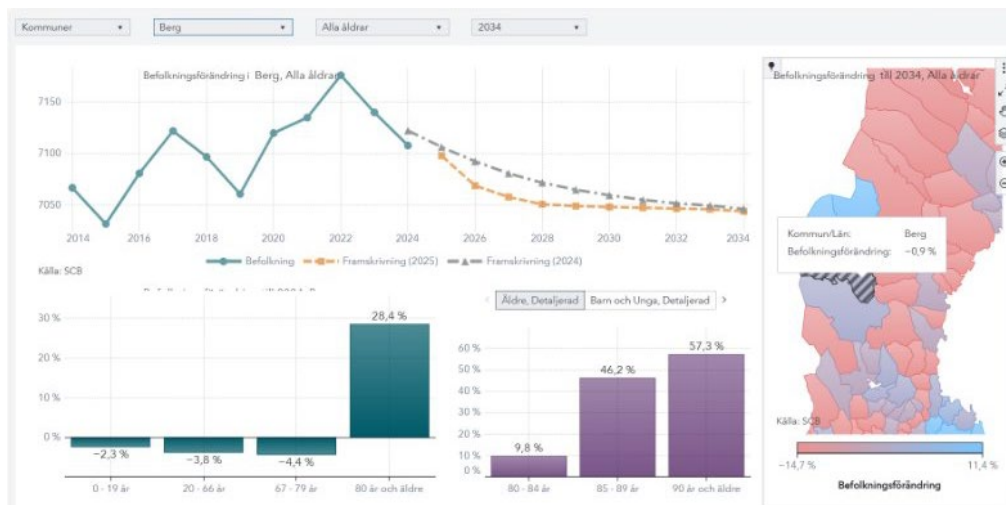 Kommuner
Berg
Alla åldrar
2034
Befolkningsförändring i Berg, Alla åldrar
7150
7100
7050
2014 2016 2018 2020 2022 2024 2026 2028 2030 2032 2034
Befolkning Framskrivning (2025) Framskrivning (2024)
Källa: SCB
30 %
20 %
10 %
0 %
28,4 %
−2,3 %
−3,8 %
−4,4 %
0 - 19 år 20 - 66 år 67 - 79 år 80 år och äldre
Äldre, Detaljerad Barn och Unga, Detaljerad
60 %
50 %
40 %
30 %
20 %
10 %
0 %
9,8 %
46,2 %
57,3 %
80 - 84 år 85 - 89 år 90 år och äldre
Befolkningsförändring till 2034, Alla åldrar
Kommun/Län: Berg
Befolkningsförändring: −0,9 %
Källa: SCB
−14,7 % 11,4 %
Befolkningsförändring